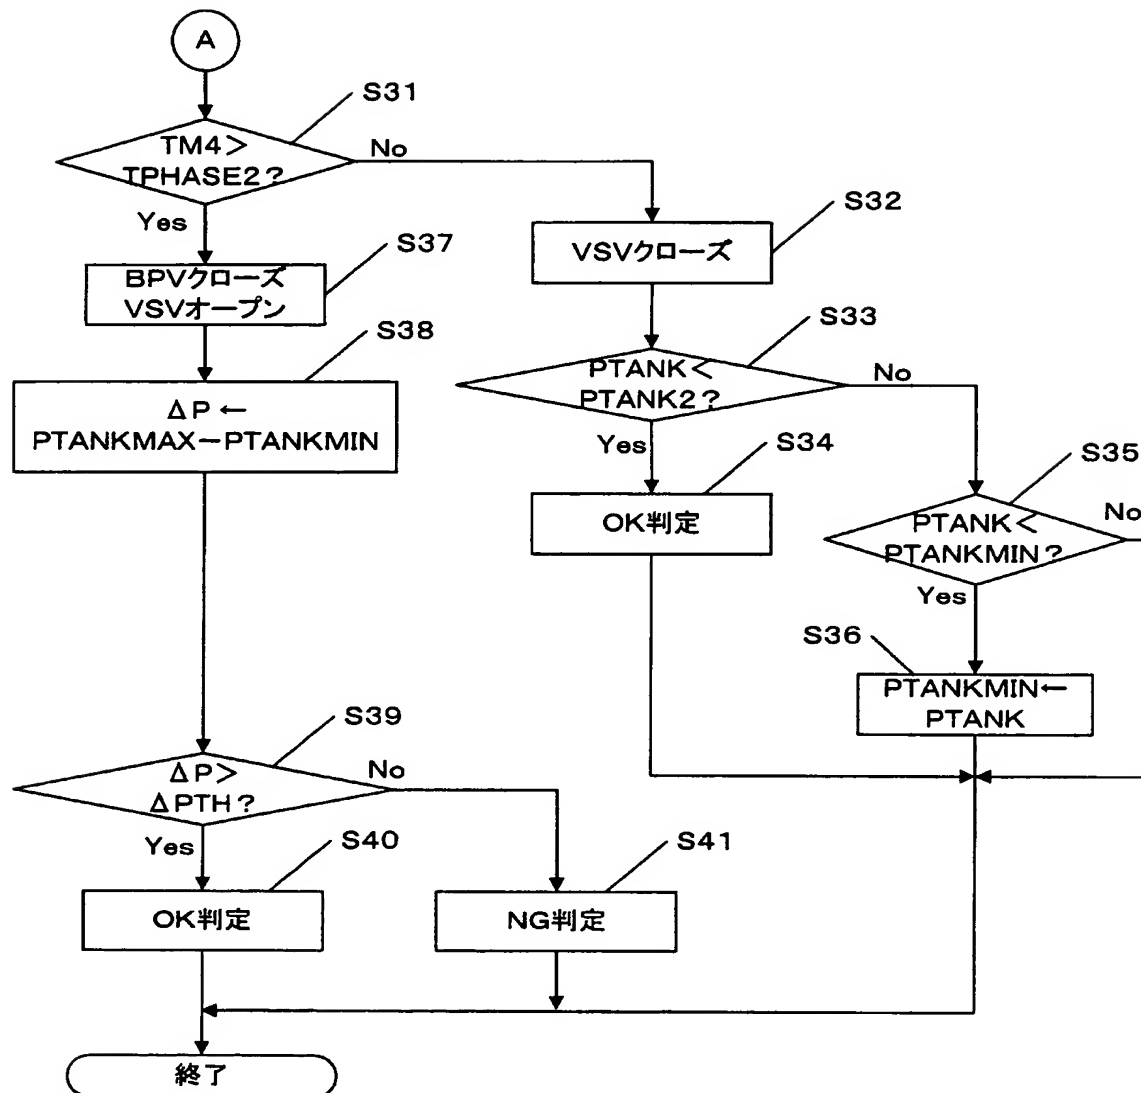 A
S31
TM4>
TPHASE2?
No
Yes
S32
VSVクローズ
S37
BPVクローズ
VSVオープン
S33
PTANK<
PTANK2?
No
Yes
S38
ΔP←
PTANKMAX−PTANKMIN
S34
OK判定
S35
PTANK<
PTANKMIN?
No
Yes
S36
PTANKMIN←
PTANK
S39
ΔP>
ΔPTH?
No
Yes
S40
OK判定
S41
NG判定
終了